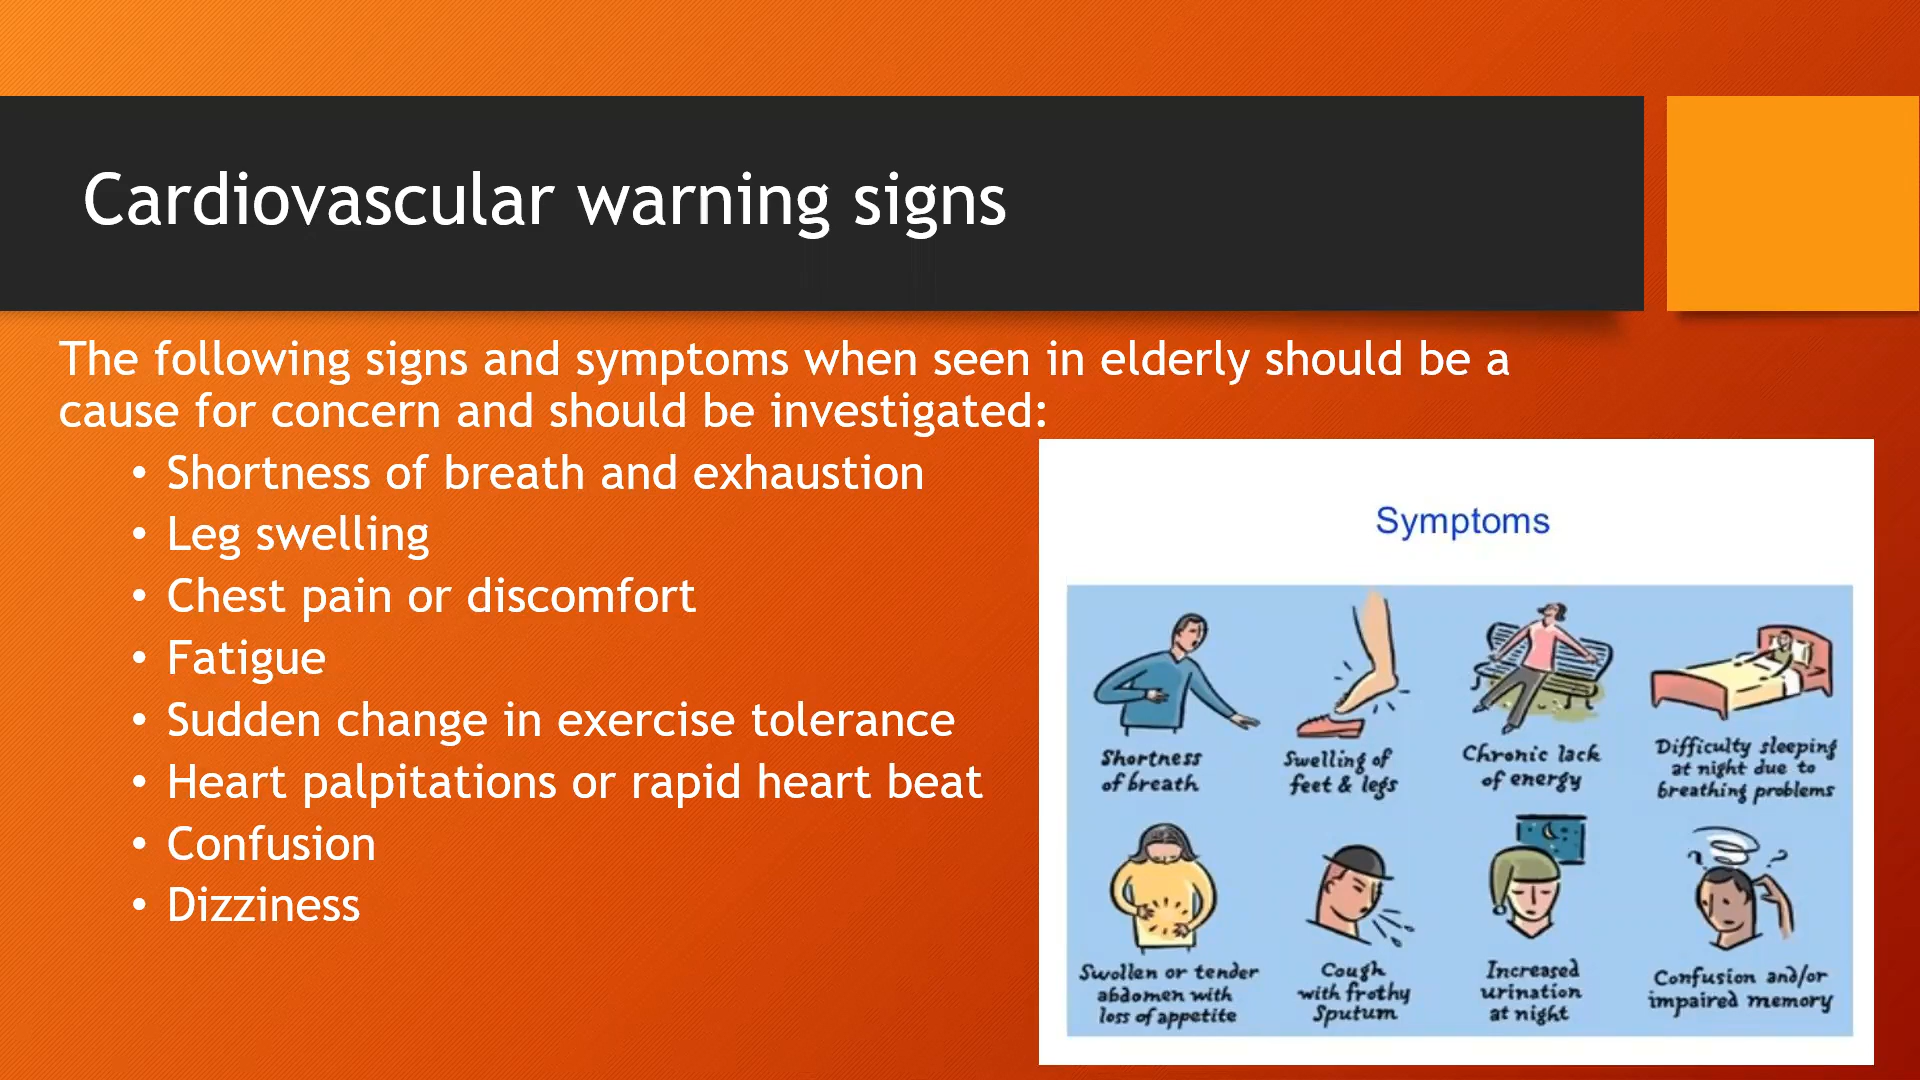 Cardiovascular warning signs
The following signs and symptoms when seen in elderly should be a
cause for concern and should be investigated:
• Shortness of breath and exhaustion
• Leg swelling
• Chest pain or discomfort
• Fatigue
• Sudden change in exercise tolerance
• Heart palpitations or rapid heart beat
• Confusion
• Dizziness
Symptoms
Shortness
of breath
Swelling of
feet & legs
Chronic lack
of energy
Difficulty sleeping
at night due to
breathing problems
Swollen or tender
abdomen with
loss of appetite
Cough
with frothy
Sputum
Increased
urination
at night
Confusion and/or
impaired memory